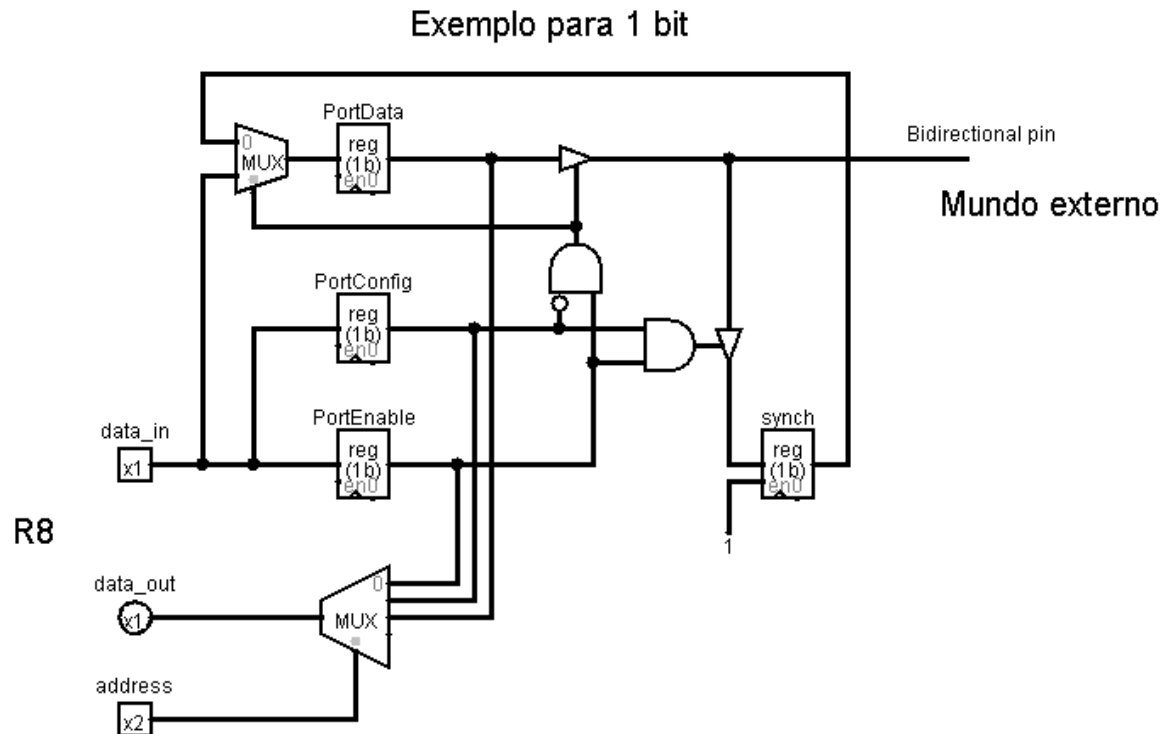 Exemplo para 1 bit
PortData
0
MUX
reg
(1b)
en0
Bidirectional pin
Mundo externo
PortConfig
reg
(1b)
en0
data_in
x1
PortEnable
reg
(1b)
en0
synch
reg
(1b)
en0
1
R8
data_out
x1
0
MUX
address
x2